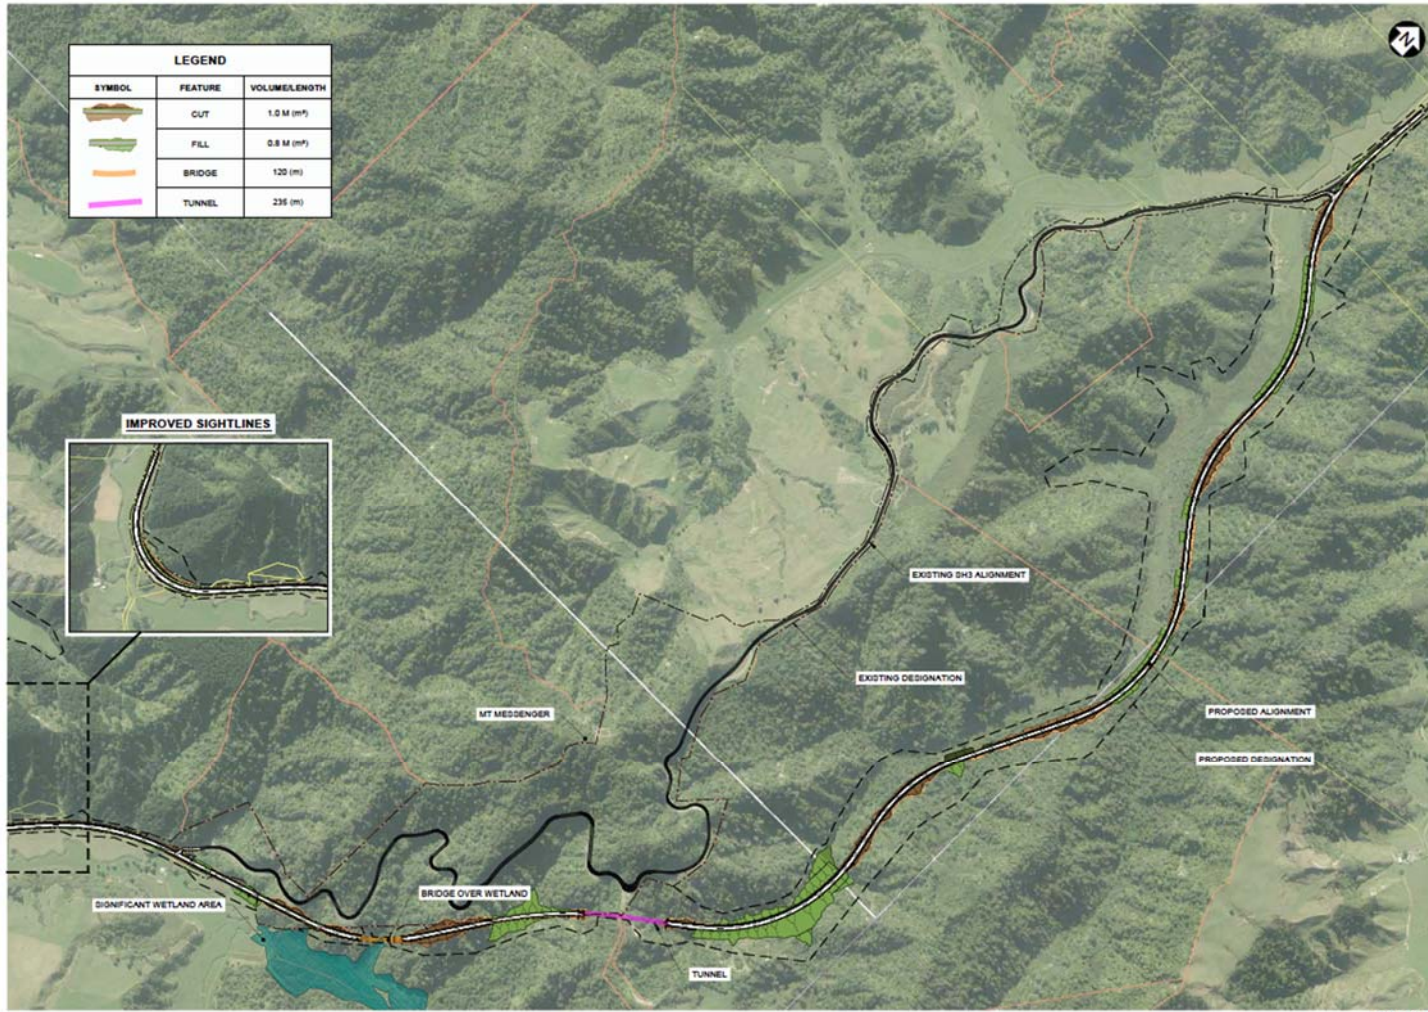 LEGEND
SYMBOL FEATURE VOLUME/LENGTH
CUT 1.0 M (m³)
FILL 0.8 M (m³)
BRIDGE 120 (m)
TUNNEL 235 (m)
N
IMPROVED SIGHTLINES
EXISTING SH3 ALIGNMENT
EXISTING DESIGNATION
MT MESSENGER
PROPOSED ALIGNMENT
PROPOSED DESIGNATION
BRIDGE OVER WETLAND
SIGNIFICANT WETLAND AREA
TUNNEL